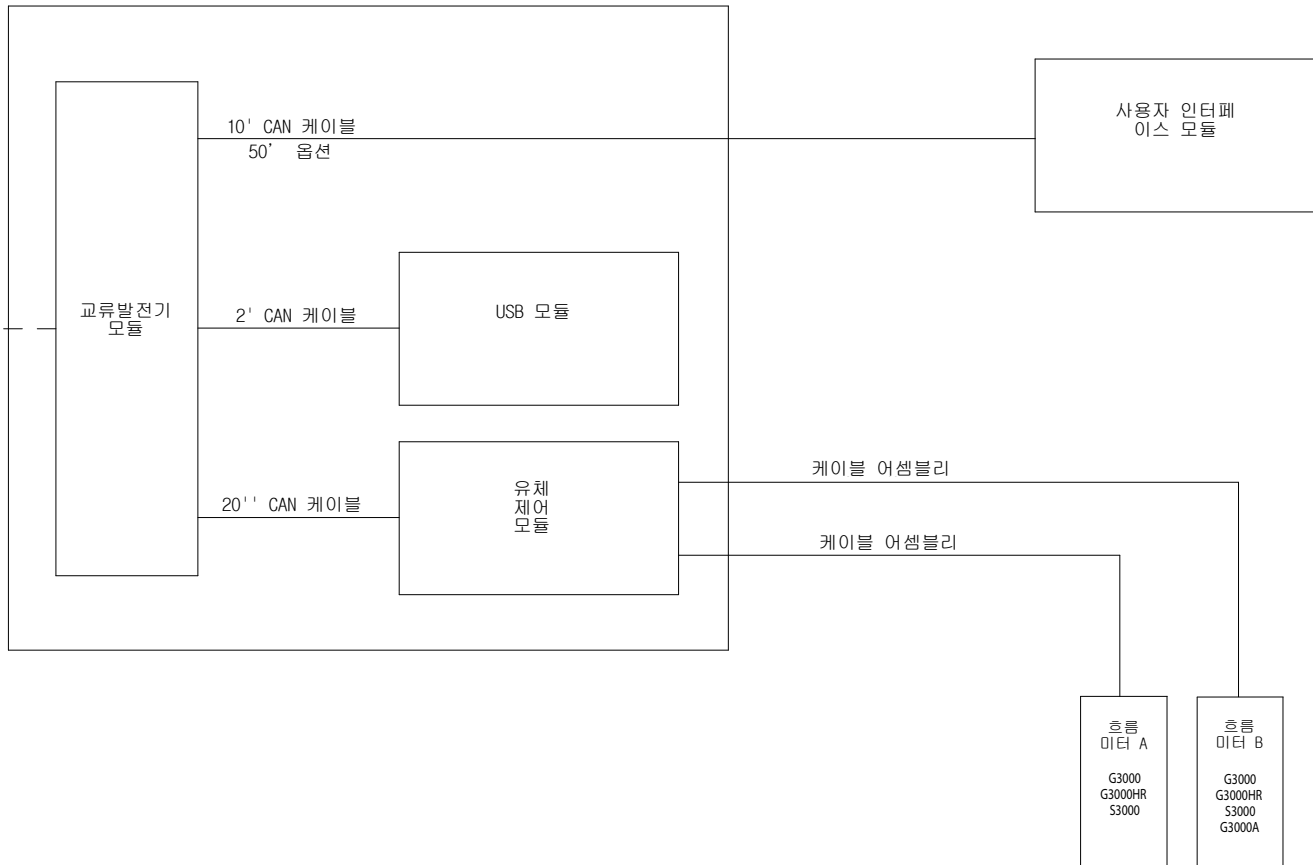 10' CAN 케이블
50’ 옵션
사용자 인터페
이스 모듈
교류발전기
모듈
2' CAN 케이블
USB 모듈
20'' CAN 케이블
유체
제어
모듈
케이블 어셈블리
케이블 어셈블리
흐름
미터 A
G3000
G3000HR
S3000
흐름
미터 B
G3000
G3000HR
S3000
G3000A